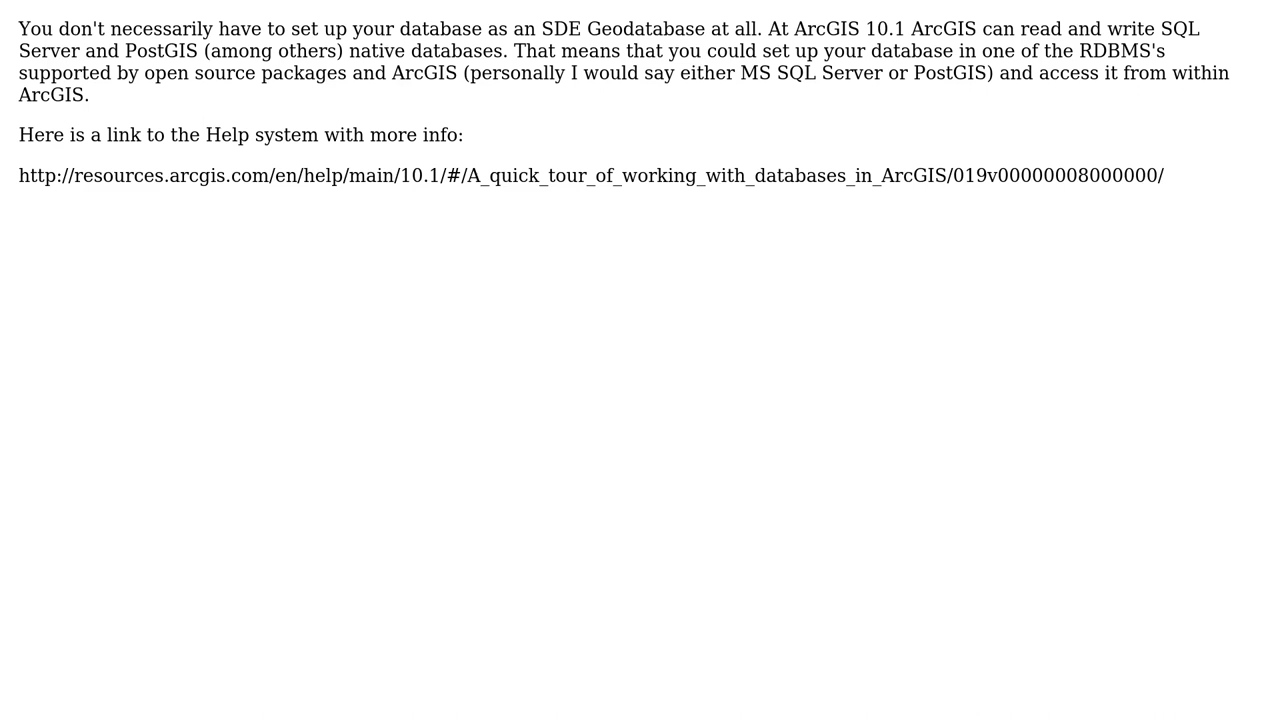 You don't necessarily have to set up your database as an SDE Geodatabase at all. At ArcGIS 10.1 ArcGIS can read and write SQL
Server and PostGIS (among others) native databases. That means that you could set up your database in one of the RDBMS's
supported by open source packages and ArcGIS (personally I would say either MS SQL Server or PostGIS) and access it from within
ArcGIS.
Here is a link to the Help system with more info:
http://resources.arcgis.com/en/help/main/10.1/#/A_quick_tour_of_working_with_databases_in_ArcGIS/019v00000008000000/